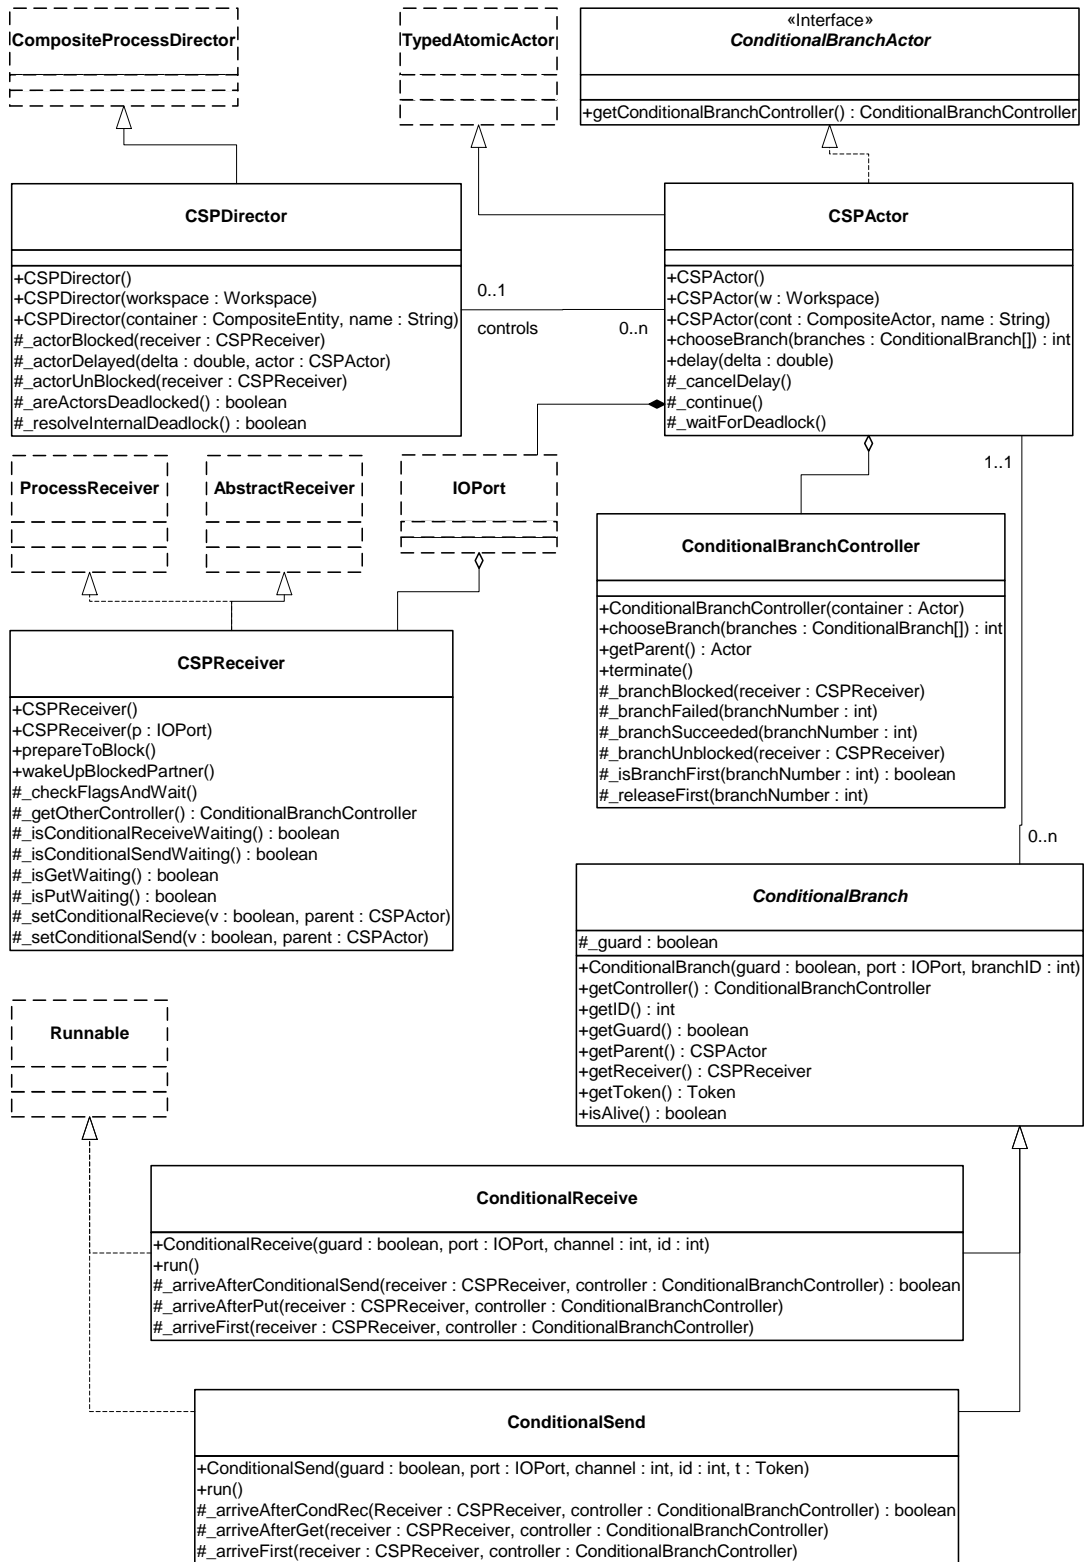 CompositeProcessDirector
TypedAtomicActor
«Interface»
ConditionalBranchActor
+getConditionalBranchController() : ConditionalBranchController
CSPDirector
+CSPDirector()
+CSPDirector(workspace : Workspace)
+CSPDirector(container : CompositeEntity, name : String)
#_actorBlocked(receiver : CSPReceiver)
#_actorDelayed(delta : double, actor : CSPActor)
#_actorUnBlocked(receiver : CSPReceiver)
#_areActorsDeadlocked() : boolean
#_resolveInternalDeadlock() : boolean
0..1
controls
0..n
CSPActor
+CSPActor()
+CSPActor(w : Workspace)
+CSPActor(cont : CompositeActor, name : String)
+chooseBranch(branches : ConditionalBranch[]) : int
+delay(delta : double)
#_cancelDelay()
#_continue()
#_waitForDeadlock()
1..1
ProcessReceiver
AbstractReceiver
IOPort
ConditionalBranchController
+ConditionalBranchController(container : Actor)
+chooseBranch(branches : ConditionalBranch[]) : int
+getParent() : Actor
+terminate()
#_branchBlocked(receiver : CSPReceiver)
#_branchFailed(branchNumber : int)
#_branchSucceeded(branchNumber : int)
#_branchUnblocked(receiver : CSPReceiver)
#_isBranchFirst(branchNumber : int) : boolean
#_releaseFirst(branchNumber : int)
CSPReceiver
+CSPReceiver()
+CSPReceiver(p : IOPort)
+prepareToBlock()
+wakeUpBlockedPartner()
#_checkFlagsAndWait()
#_getOtherController() : ConditionalBranchController
#_isConditionalReceiveWaiting() : boolean
#_isConditionalSendWaiting() : boolean
#_isGetWaiting() : boolean
#_isPutWaiting() : boolean
#_setConditionalRecieve(v : boolean, parent : CSPActor)
#_setConditionalSend(v : boolean, parent : CSPActor)
0..n
ConditionalBranch
#_guard : boolean
+ConditionalBranch(guard : boolean, port : IOPort, branchID : int)
+getController() : ConditionalBranchController
+getID() : int
+getGuard() : boolean
+getParent() : CSPActor
+getReceiver() : CSPReceiver
+getToken() : Token
+isAlive() : boolean
Runnable
ConditionalReceive
+ConditionalReceive(guard : boolean, port : IOPort, channel : int, id : int)
+run()
#_arriveAfterConditionalSend(receiver : CSPReceiver, controller : ConditionalBranchController) : boolean
#_arriveAfterPut(receiver : CSPReceiver, controller : ConditionalBranchController)
#_arriveFirst(receiver : CSPReceiver, controller : ConditionalBranchController)
ConditionalSend
+ConditionalSend(guard : boolean, port : IOPort, channel : int, id : int, t : Token)
+run()
#_arriveAfterCondRec(Receiver : CSPReceiver, controller : ConditionalBranchController) : boolean
#_arriveAfterGet(receiver : CSPReceiver, controller : ConditionalBranchController)
#_arriveFirst(receiver : CSPReceiver, controller : ConditionalBranchController)